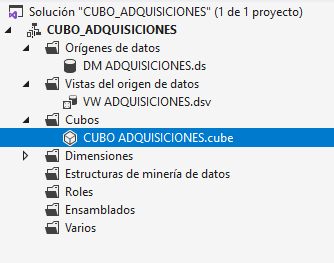 Solución "CUBO_ADQUISICIONES" (1 de 1 proyecto)
CUBO_ADQUISICIONES
Orígenes de datos
DM ADQUISICIONES.ds
Vistas del origen de datos
VW ADQUISICIONES.dsv
Cubos
CUBO ADQUISICIONES.cube
Dimensiones
Estructuras de minería de datos
Roles
Ensamblados
Varios